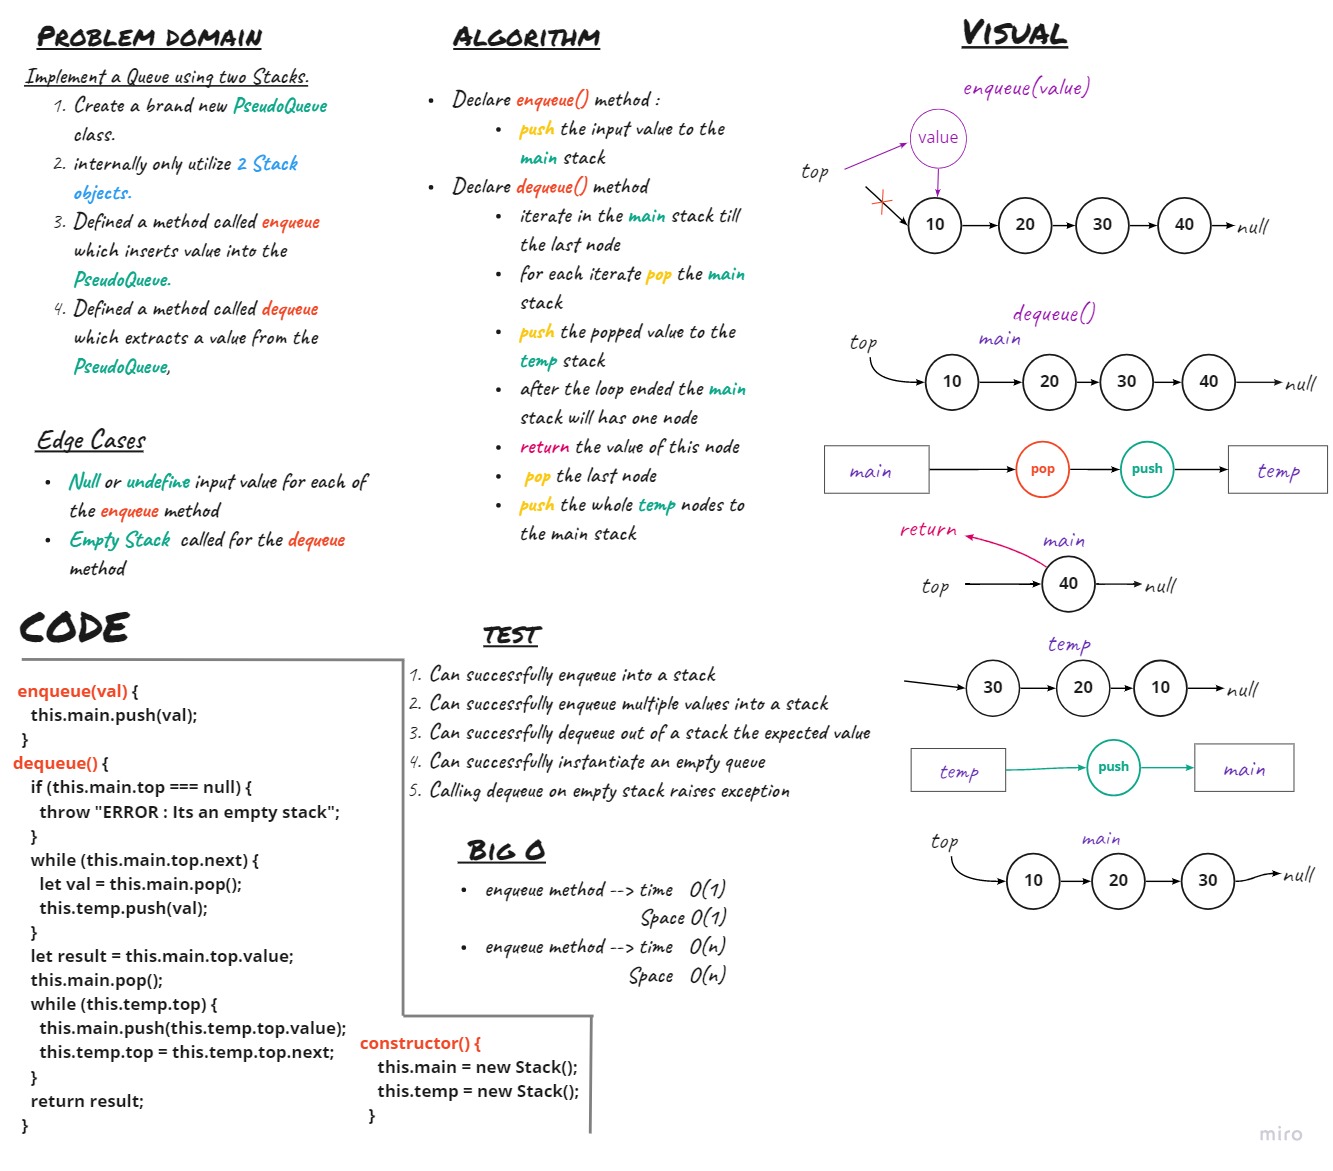 PROBLEM DOMAIN
Implement a Queue using two Stacks.
1. Create a brand new PseudoQueue
class.
2. internally only utilize 2 Stack
objects.
3. Defined a method called enqueue
which inserts value into the
PseudoQueue.
4. Defined a method called dequeue
which extracts a value from the
PseudoQueue,
Edge Cases
• Null or undefine input value for each of
the enqueue method
• Empty Stack called for the dequeue
method
ALGORITHM
• Declare enqueue() method :
• push the input value to the
main stack
• Declare dequeue() method
• iterate in the main stack till
the last node
• for each iterate pop the main
stack
• push the popped value to the
temp stack
• after the loop ended the main
stack will has one node
• return the value of this node
• pop the last node
• push the whole temp nodes to
the main stack
VISUAL
enqueue(value)
value
top
10 20 30 40 null
dequeue()
main
top
10 20 30 40 null
main pop push temp
return
main
top 40 null
temp
30 20 10 null
temp push main
top
main
10 20 30 null
CODE
enqueue(val) {
this.main.push(val);
}
dequeue() {
if (this.main.top === null) {
throw "ERROR : Its an empty stack";
}
while (this.main.top.next) {
let val = this.main.pop();
this.temp.push(val);
}
let result = this.main.top.value;
this.main.pop();
while (this.temp.top) {
this.main.push(this.temp.top.value);
this.temp.top = this.temp.top.next;
}
return result;
}
constructor() {
this.main = new Stack();
this.temp = new Stack();
}
TEST
1. Can successfully enqueue into a stack
2. Can successfully enqueue multiple values into a stack
3. Can successfully dequeue out of a stack the expected value
4. Can successfully instantiate an empty queue
5. Calling dequeue on empty stack raises exception
BIG O
• enqueue method --> time O(1)
Space O(1)
• enqueue method --> time O(n)
Space O(n)
miro